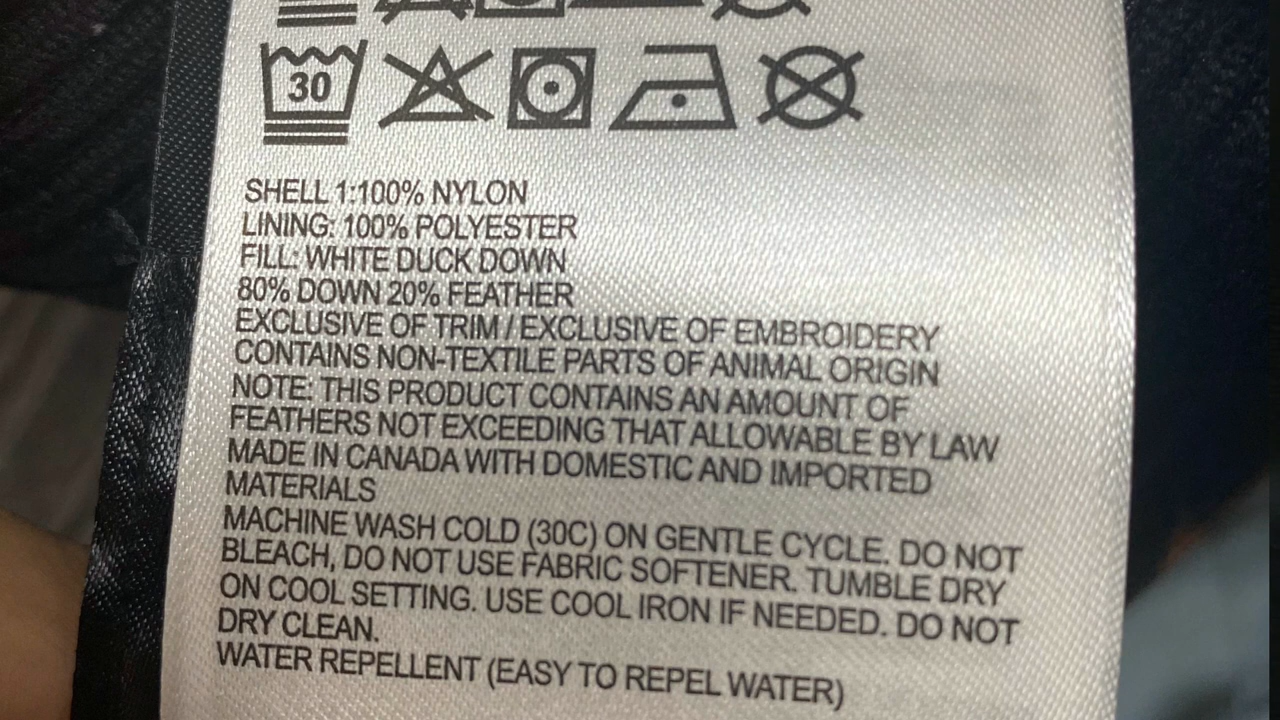 30
SHELL 1:100% NYLON
LINING: 100% POLYESTER
FILL: WHITE DUCK DOWN
80% DOWN 20% FEATHER
EXCLUSIVE OF TRIM / EXCLUSIVE OF EMBROIDERY
CONTAINS NON-TEXTILE PARTS OF ANIMAL ORIGIN
NOTE: THIS PRODUCT CONTAINS AN AMOUNT OF
FEATHERS NOT EXCEEDING THAT ALLOWABLE BY LAW
MADE IN CANADA WITH DOMESTIC AND IMPORTED
MATERIALS
MACHINE WASH COLD (30C) ON GENTLE CYCLE. DO NOT
BLEACH, DO NOT USE FABRIC SOFTENER. TUMBLE DRY
ON COOL SETTING. USE COOL IRON IF NEEDED. DO NOT
DRY CLEAN.
WATER REPELLENT (EASY TO REPEL WATER)